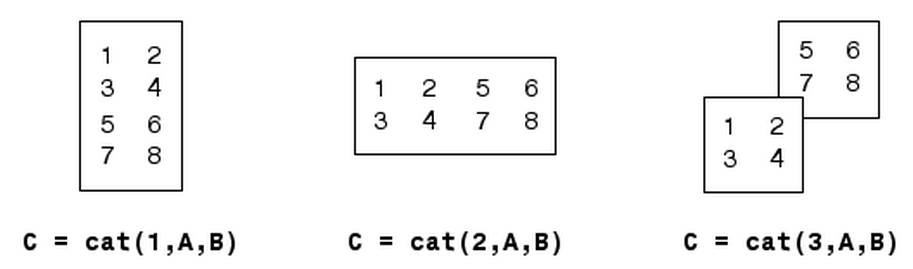 1 2
3 4
5 6
7 8
C = cat(1,A,B)
1 2 5 6
3 4 7 8
C = cat(2,A,B)
5 6
7 8
1 2
3 4
C = cat(3,A,B)